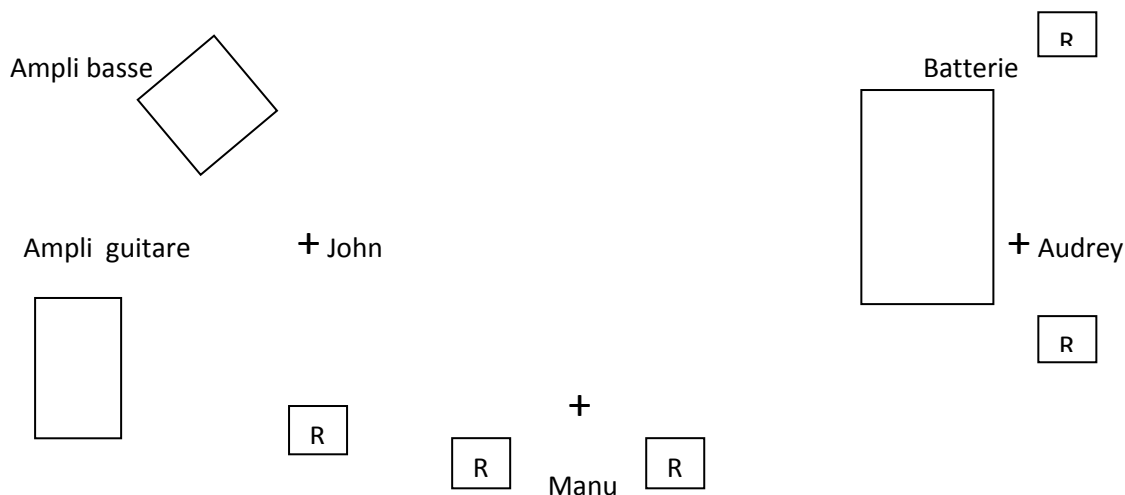 R
Ampli basse
Batterie
Ampli guitare
+ John
+ Audrey
R
+
R
R
R
Manu